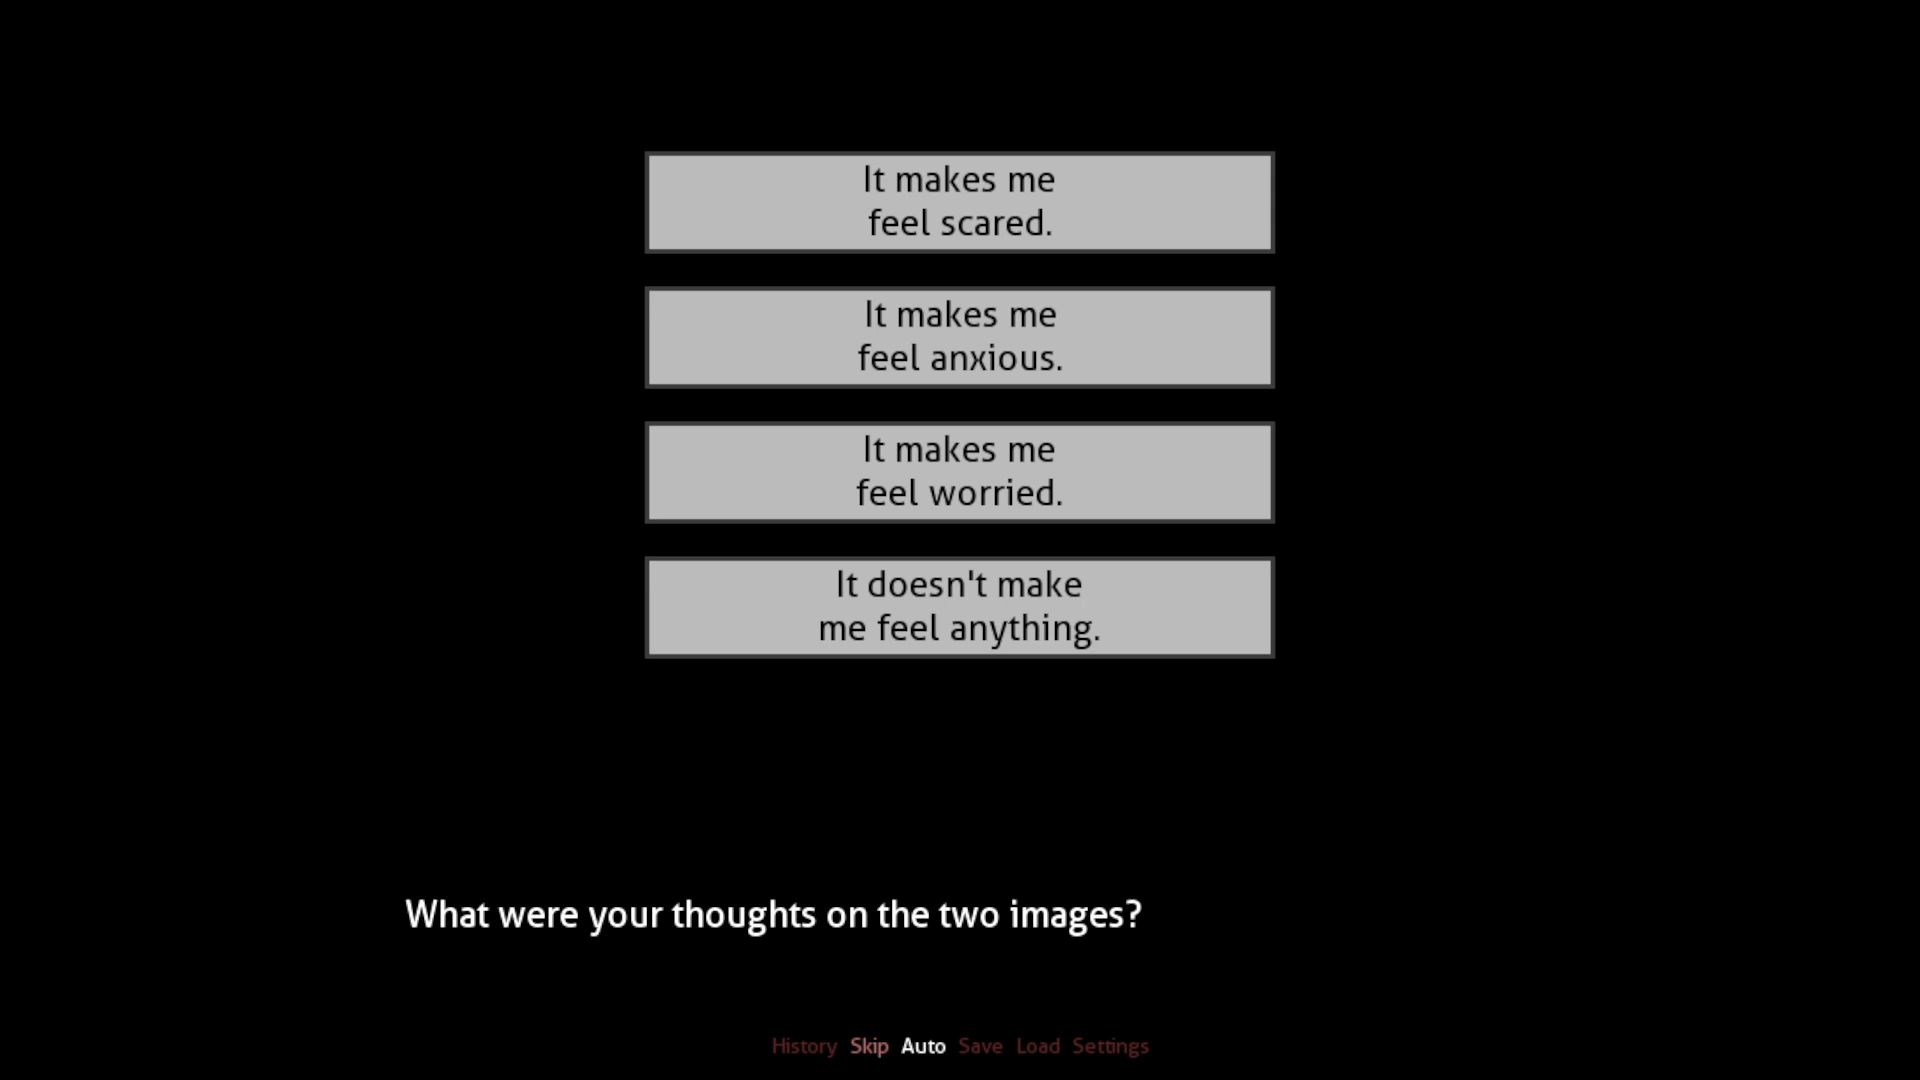 It makes me
feel scared.
It makes me
feel anxious.
It makes me
feel worried.
It doesn't make
me feel anything.
What were your thoughts on the two images?
History Skip Auto Save Load Settings